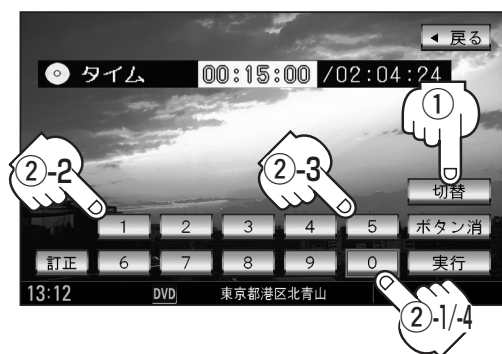 戻る
タイム 00:15:00 /02:04:24
①
②-2 ②-3
切替
1 2 3 4 5 ボタン消
訂正 6 7 8 9 0 実行
13:12 DVD 東京都港区北青山
②-1/-4